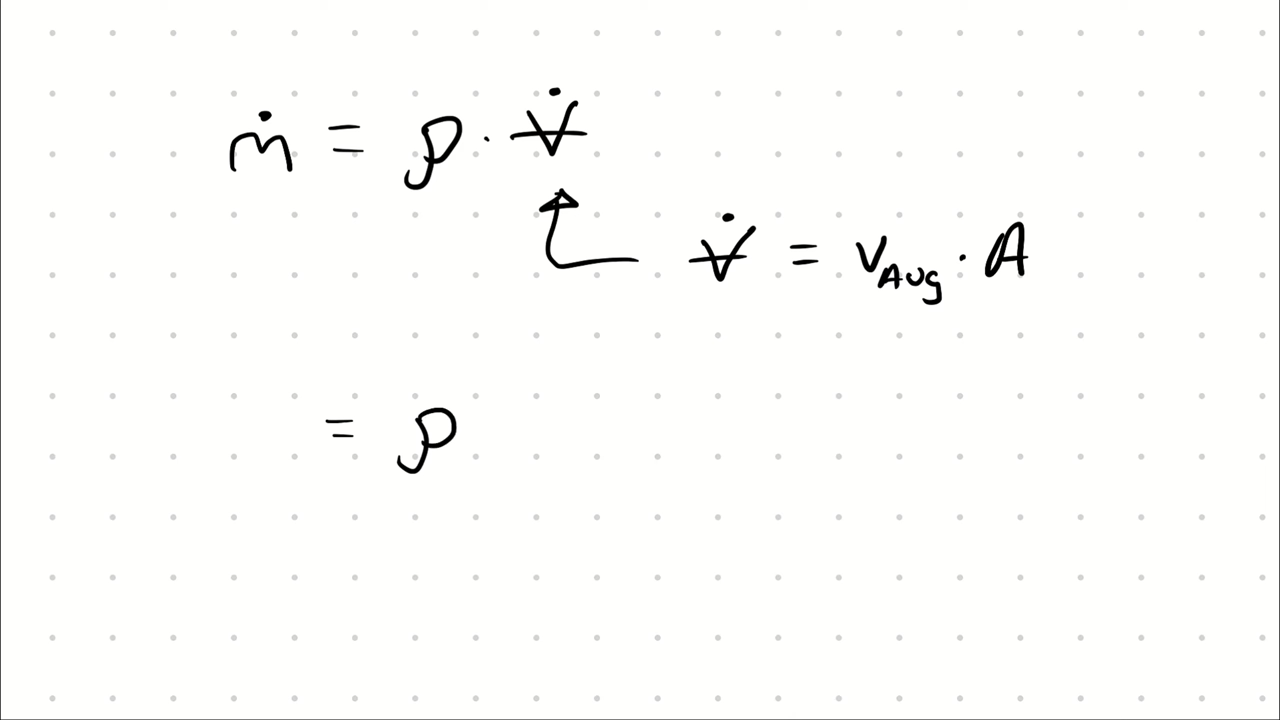 ṁ = ρ · V̶̇
V̶̇ = v_Avg · A
= ρ